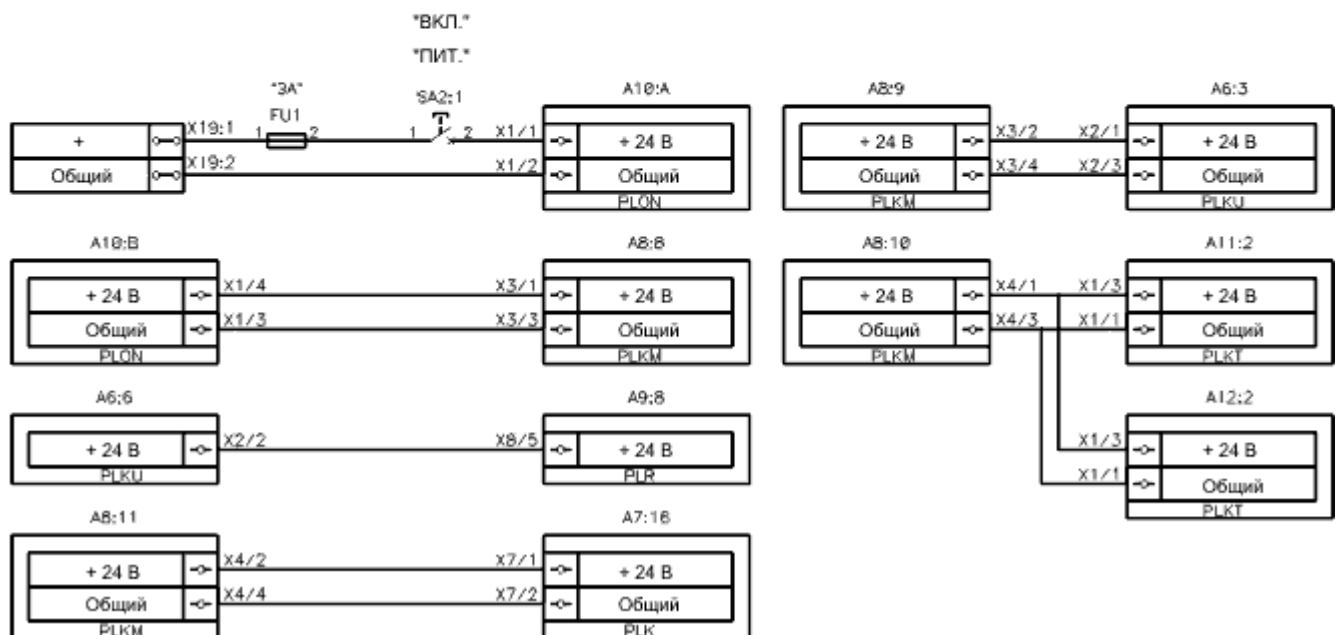 "ВКЛ."
"ПИТ."
"3А"
FU1
SA2:1
+
Общий
X19:1
X19:2
1
2
1
2
X1/1
X1/2
A10:A
+ 24 В
Общий
PLON
A8:9
+ 24 В
Общий
PLKM
X3/2
X3/4
X2/1
X2/3
A6:3
+ 24 В
Общий
PLKU
A10:B
+ 24 В
Общий
PLON
X1/4
X1/3
X3/1
X3/3
A8:8
+ 24 В
Общий
PLKM
A8:10
+ 24 В
Общий
PLKM
X4/1
X4/3
X1/3
X1/1
A11:2
+ 24 В
Общий
PLKT
A6:6
+ 24 В
PLKU
X2/2
X8/5
A9:8
+ 24 В
PLR
X1/3
X1/1
A12:2
+ 24 В
Общий
PLKT
A8:11
+ 24 В
Общий
PLKM
X4/2
X4/4
X7/1
X7/2
A7:16
+ 24 В
Общий
PLK